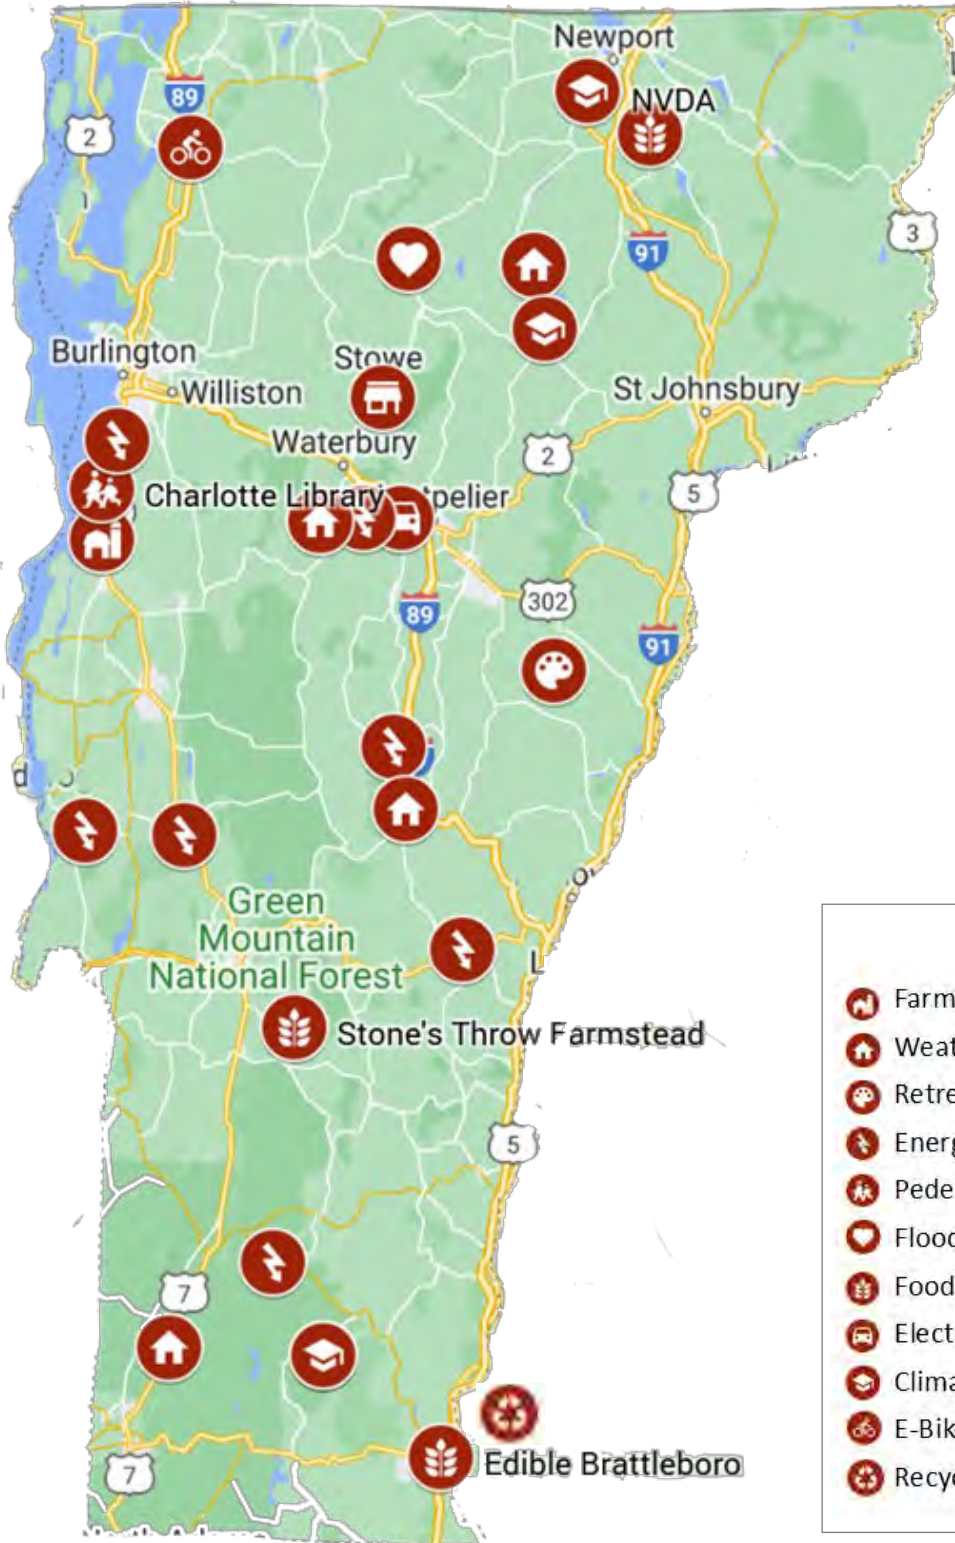 Newport
89
NVDA
2
3
91
Burlington
Stowe
Williston
St Johnsbury
Waterbury
2
Charlotte Library
tpelier
5
302
89
91
d
Green
Mountain
National Forest
L
Stone's Throw Farmstead
5
7
Edible Brattleboro
7
Farm
Weat
Retre
Energ
Pede
Flood
Food
Elect
Clima
E-Bik
Recyc